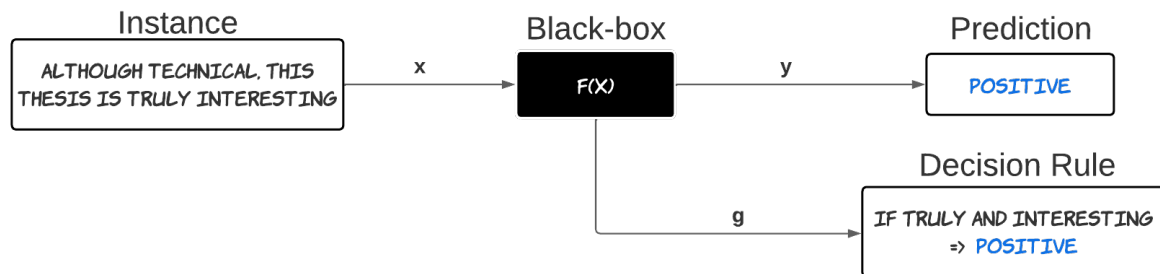 Instance
ALTHOUGH TECHNICAL, THIS
THESIS IS TRULY INTERESTING
x
Black-box
F(X)
y
Prediction
POSITIVE
g
Decision Rule
IF TRULY AND INTERESTING
=> POSITIVE